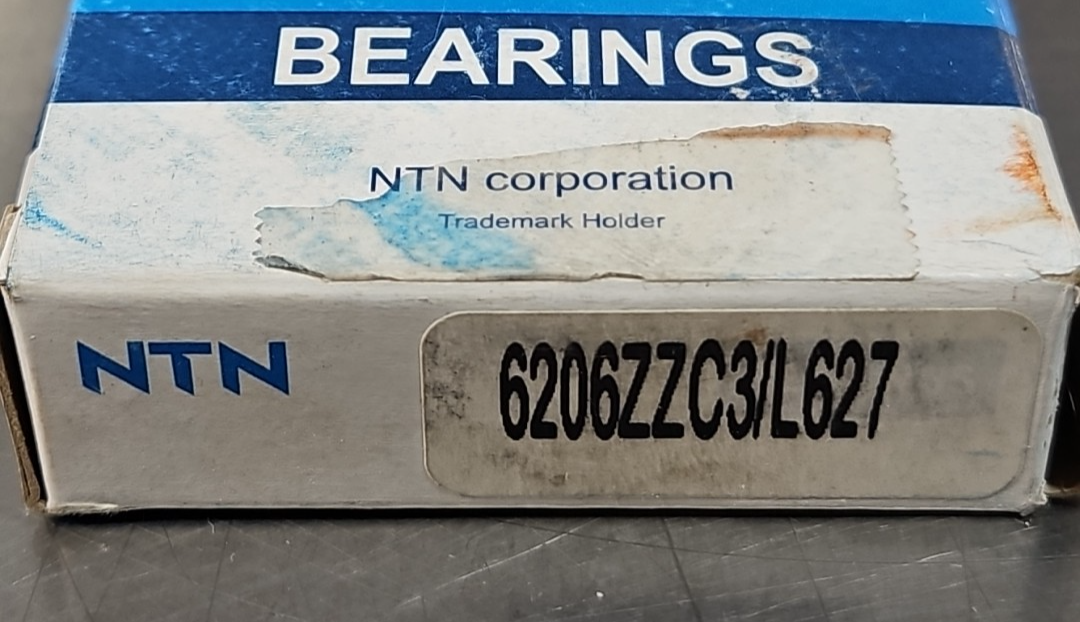 BEARINGS
NTN corporation
Trademark Holder
NTN
6206ZZC3/L627